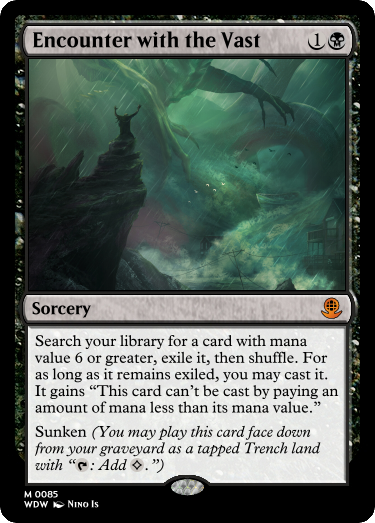 Encounter with the Vast 1
Sorcery
Search your library for a card with mana
value 6 or greater, exile it, then shuffle. For
as long as it remains exiled, you may cast it.
It gains “This card can't be cast by paying an
amount of mana less than its mana value.”
Sunken (You may play this card face down
from your graveyard as a tapped Trench land
with “: Add .”)
M 0085
WDW Nino Is